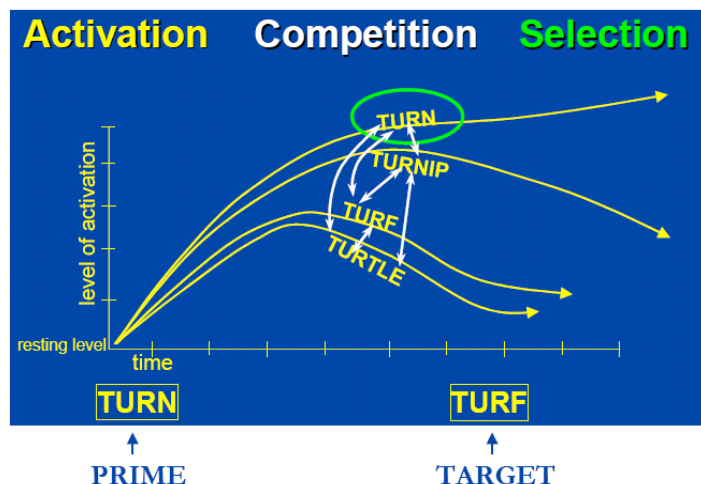 Activation Competition Selection
TURN
TURNIP
TURF
TURTLE
level of activation
resting level
time
TURN TURF
PRIME TARGET